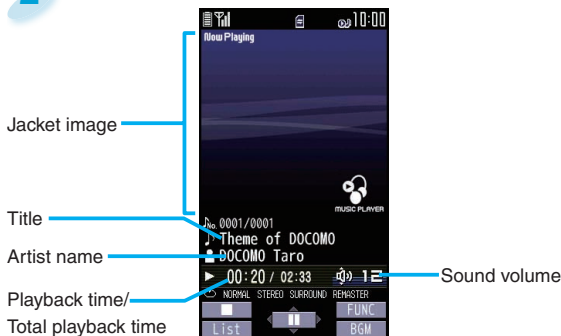 10:00
Now Playing
Jacket image
MUSIC PLAYER
No. 0001/0001
Title
Theme of DOCOMO
Artist name
DOCOMO Taro
00:20 / 02:33
12
Sound volume
Playback time/
Total playback time
NORMAL STEREO SURROUND REMASTER
FUNC
List
BGM